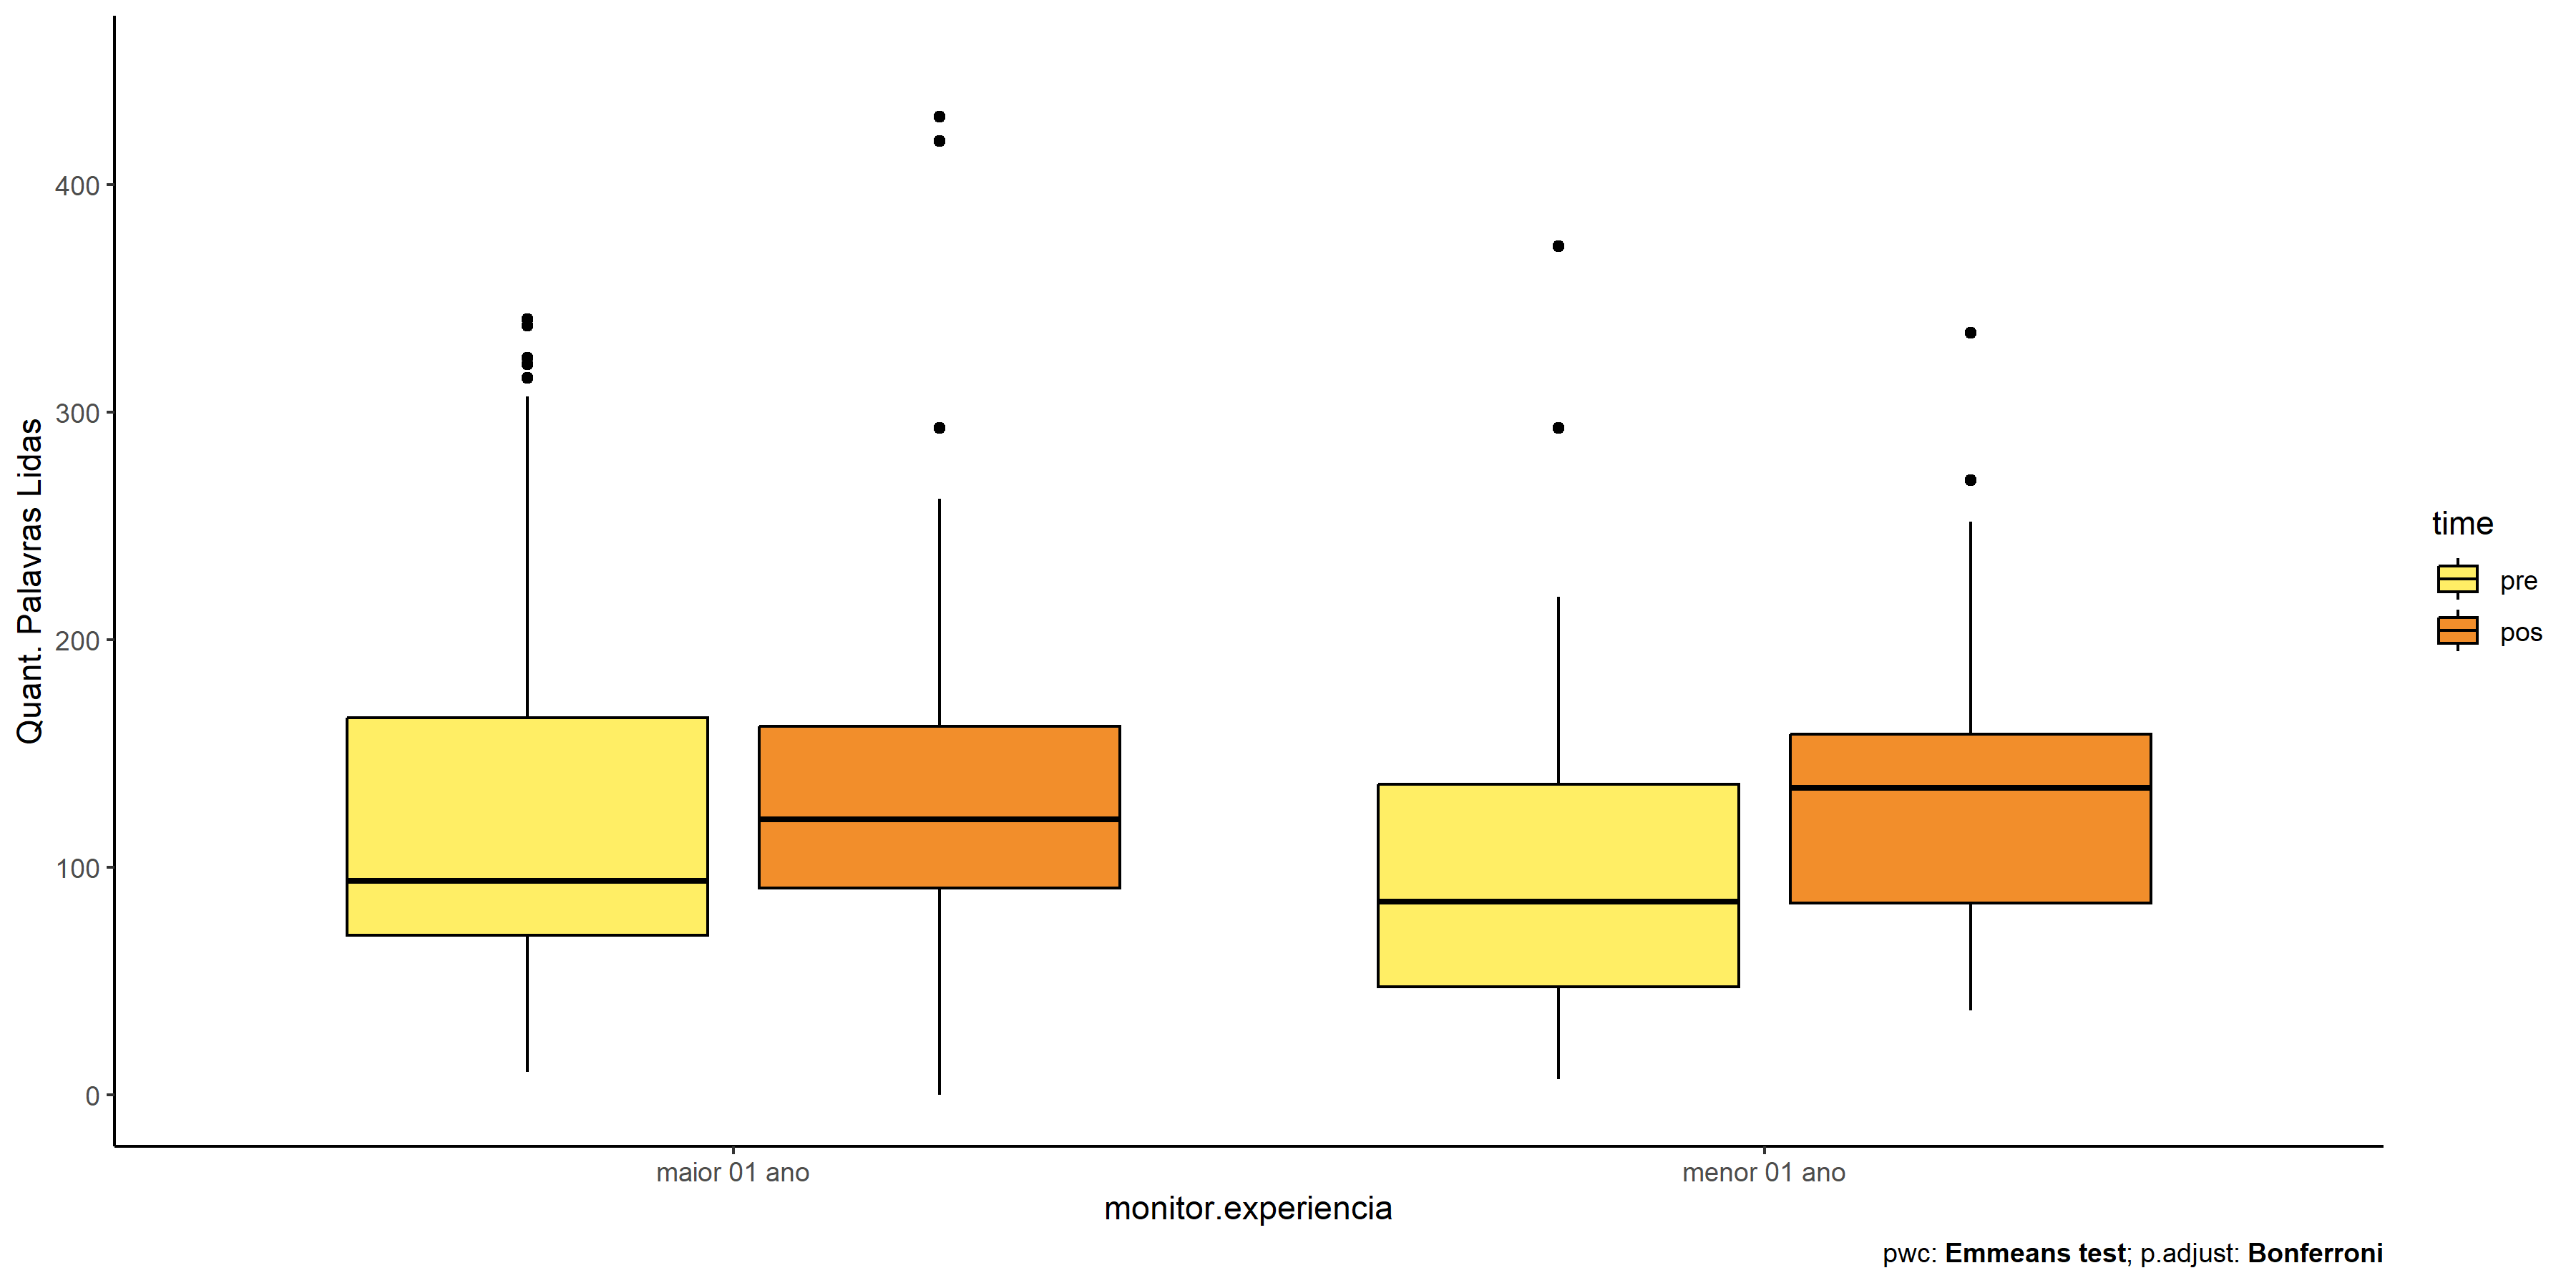 Quant. Palavras Lidas
400
300
200
100
0
maior 01 ano
menor 01 ano
monitor.experiencia
time
pre
pos
pwc: Emmeans test; p.adjust: Bonferroni